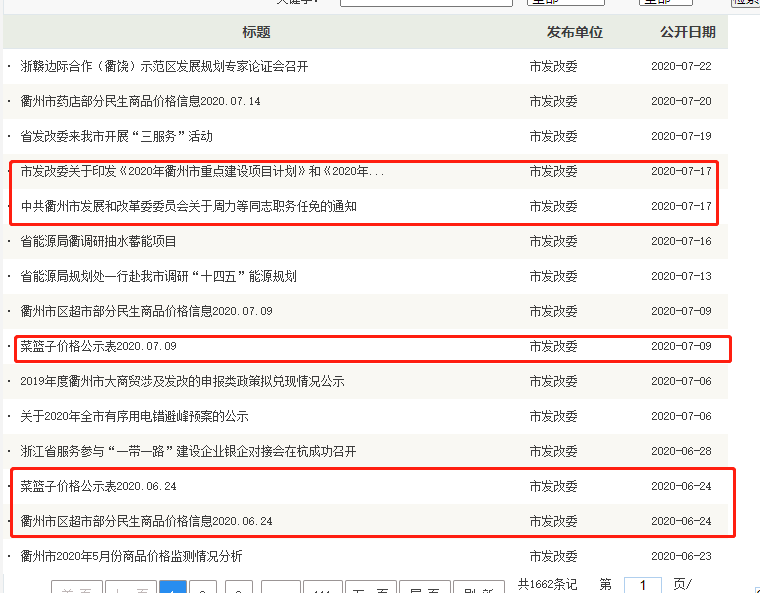 标题 发布单位 公开日期
· 浙赣边际合作（衢饶）示范区发展规划专家论证会召开 市发改委 2020-07-22
· 衢州市药店部分民生商品价格信息2020.07.14 市发改委 2020-07-20
· 省发改委来我市开展“三服务”活动 市发改委 2020-07-19
· 市发改委关于印发《2020年衢州市重点建设项目计划》和《2020年... 市发改委 2020-07-17
· 中共衢州市发展和改革委委员会关于周力等同志职务任免的通知 市发改委 2020-07-17
· 省能源局衢调研抽水蓄能项目 市发改委 2020-07-16
· 省能源局规划处一行赴我市调研“十四五”能源规划 市发改委 2020-07-13
· 衢州市区超市部分民生商品价格信息2020.07.09 市发改委 2020-07-09
· 菜篮子价格公示表2020.07.09 市发改委 2020-07-09
· 2019年度衢州市大商贸涉及发改的申报类政策拟兑现情况公示 市发改委 2020-07-06
· 关于2020年全市有序用电错避峰预案的公示 市发改委 2020-07-06
· 浙江省服务参与“一带一路”建设企业银企对接会在杭成功召开 市发改委 2020-06-28
· 菜篮子价格公示表2020.06.24 市发改委 2020-06-24
· 衢州市区超市部分民生商品价格信息2020.06.24 市发改委 2020-06-24
· 衢州市2020年5月份商品价格监测情况分析 市发改委 2020-06-23
共1662条记 第 1 页/